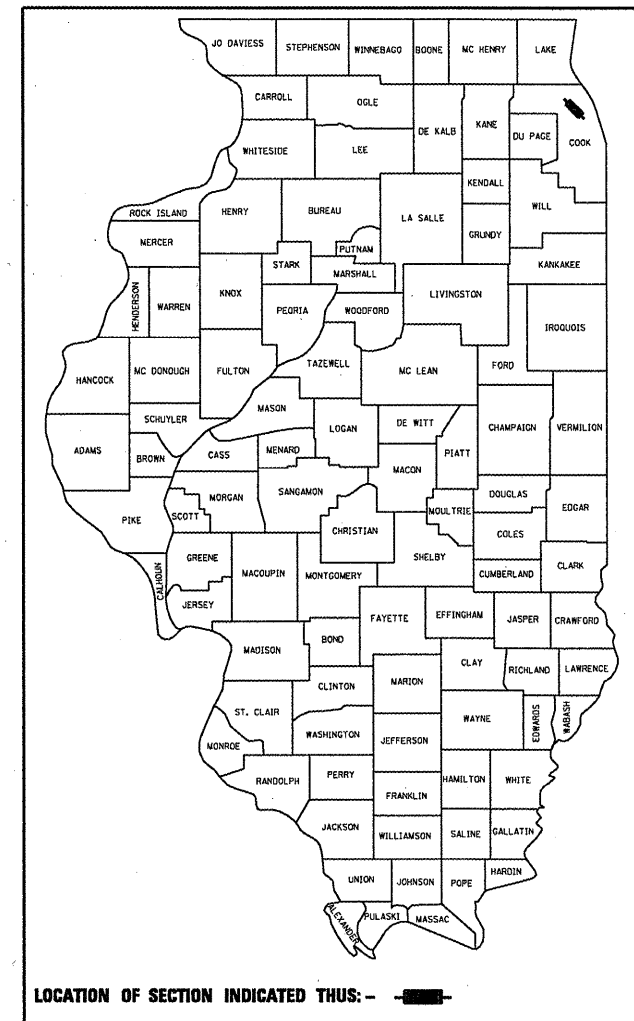 JO DAVIESS
STEPHENSON
WINNEBAGO
BOONE
MC HENRY
LAKE
CARROLL
OGLE
DE KALB
KANE
DU PAGE
COOK
WHITESIDE
LEE
KENDALL
WILL
ROCK ISLAND
HENRY
BUREAU
LA SALLE
GRUNDY
MERCER
PUTNAM
STARK
MARSHALL
KANKAKEE
HENDERSON
WARREN
KNOX
PEORIA
WOODFORD
LIVINGSTON
IROQUOIS
HANCOCK
MC DONOUGH
FULTON
TAZEWELL
MC LEAN
FORD
SCHUYLER
MASON
LOGAN
DE WITT
CHAMPAIGN
VERMILION
ADAMS
BROWN
CASS
MENARD
PIATT
MACON
MORGAN
SANGAMON
DOUGLAS
EDGAR
PIKE
SCOTT
CHRISTIAN
MOULTRIE
COLES
GREENE
MACOUPIN
MONTGOMERY
SHELBY
CUMBERLAND
CLARK
CALHOUN
JERSEY
FAYETTE
EFFINGHAM
JASPER
CRAWFORD
MADISON
BOND
CLAY
RICHLAND
LAWRENCE
CLINTON
MARION
ST. CLAIR
WAYNE
EDWARDS
WABASH
WASHINGTON
JEFFERSON
MONROE
RANDOLPH
PERRY
HAMILTON
WHITE
FRANKLIN
JACKSON
WILLIAMSON
SALINE
GALLATIN
UNION
JOHNSON
POPE
HARDIN
ALEXANDER
PULASKI
MASSAC
LOCATION OF SECTION INDICATED THUS: -